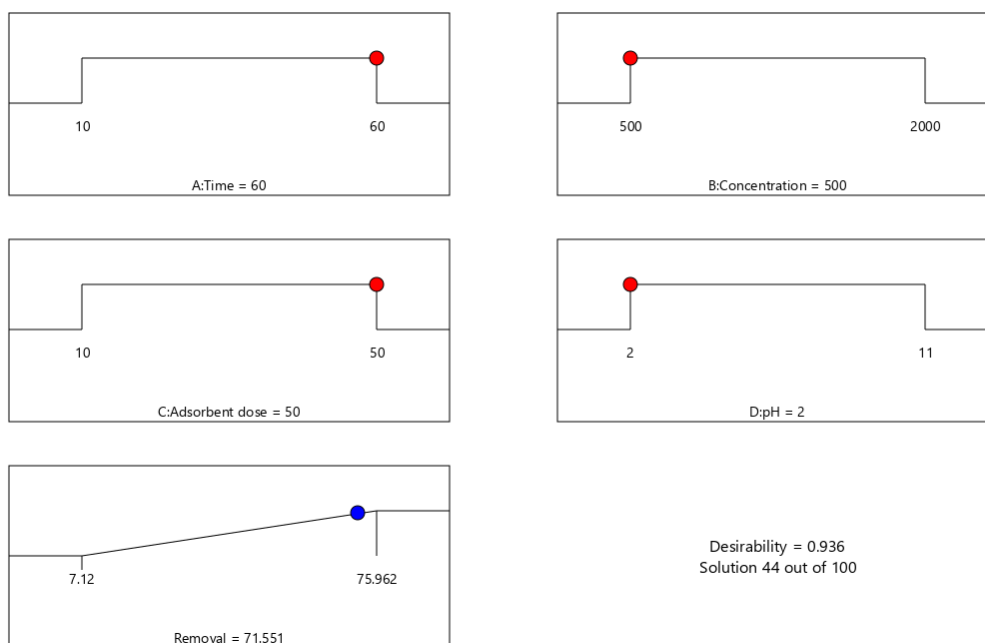 10 60
A:Time = 60
500 2000
B:Concentration = 500
10 50
C:Adsorbent dose = 50
2 11
D:pH = 2
7.12 75.962
Removal = 71.551
Desirability = 0.936
Solution 44 out of 100